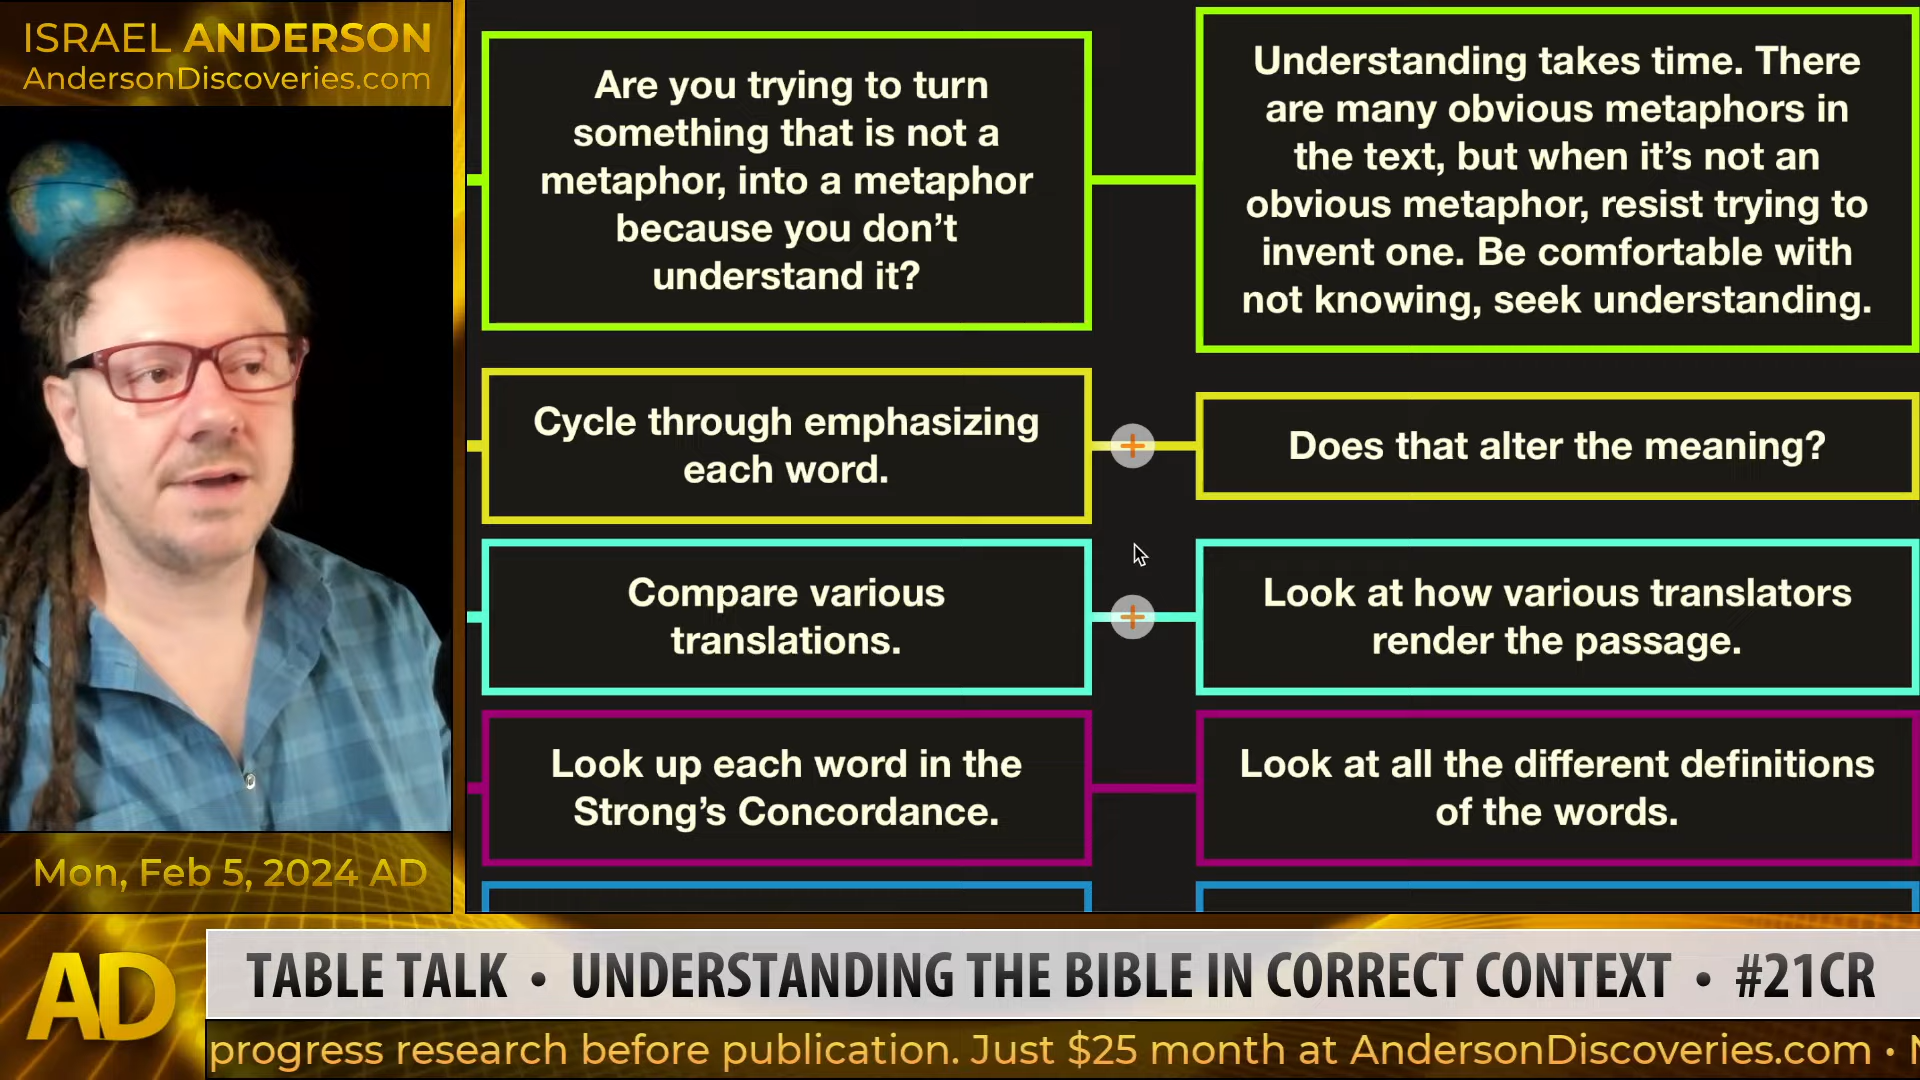 ISRAEL ANDERSON
AndersonDiscoveries.com
Are you trying to turn
something that is not a
metaphor, into a metaphor
because you don’t
understand it?
Understanding takes time. There
are many obvious metaphors in
the text, but when it’s not an
obvious metaphor, resist trying to
invent one. Be comfortable with
not knowing, seek understanding.
Cycle through emphasizing
each word.
Does that alter the meaning?
Compare various
translations.
Look at how various translators
render the passage.
Look up each word in the
Strong’s Concordance.
Look at all the different definitions
of the words.
Mon, Feb 5, 2024 AD
AD
TABLE TALK • UNDERSTANDING THE BIBLE IN CORRECT CONTEXT • #21CR
progress research before publication. Just $25 month at AndersonDiscoveries.com •